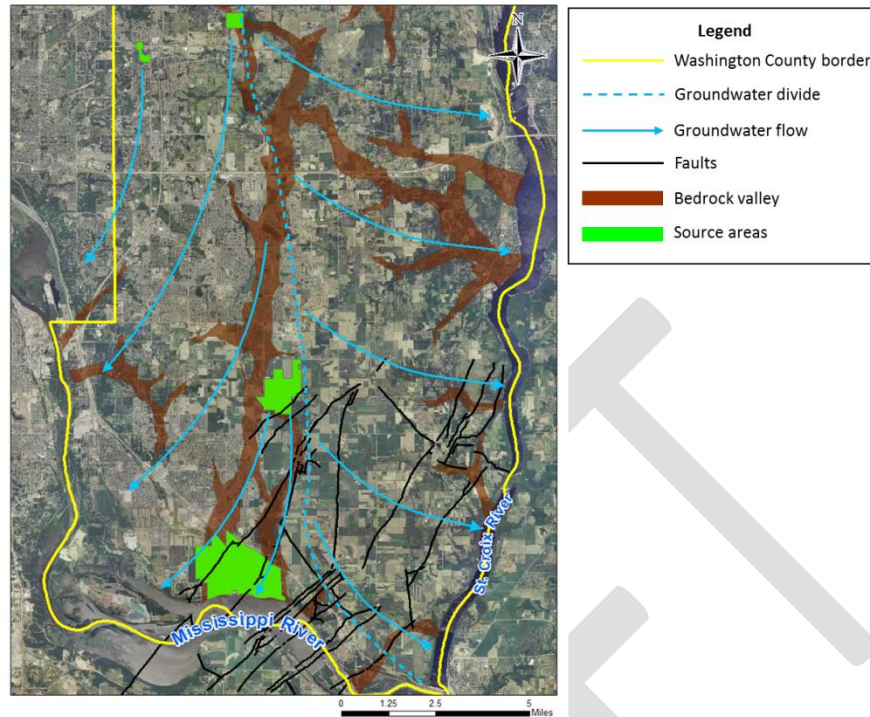 N
Legend
Washington County border
Groundwater divide
Groundwater flow
Faults
Bedrock valley
Source areas
St. Croix River
Mississippi River
0 1.25 2.5 5
Miles